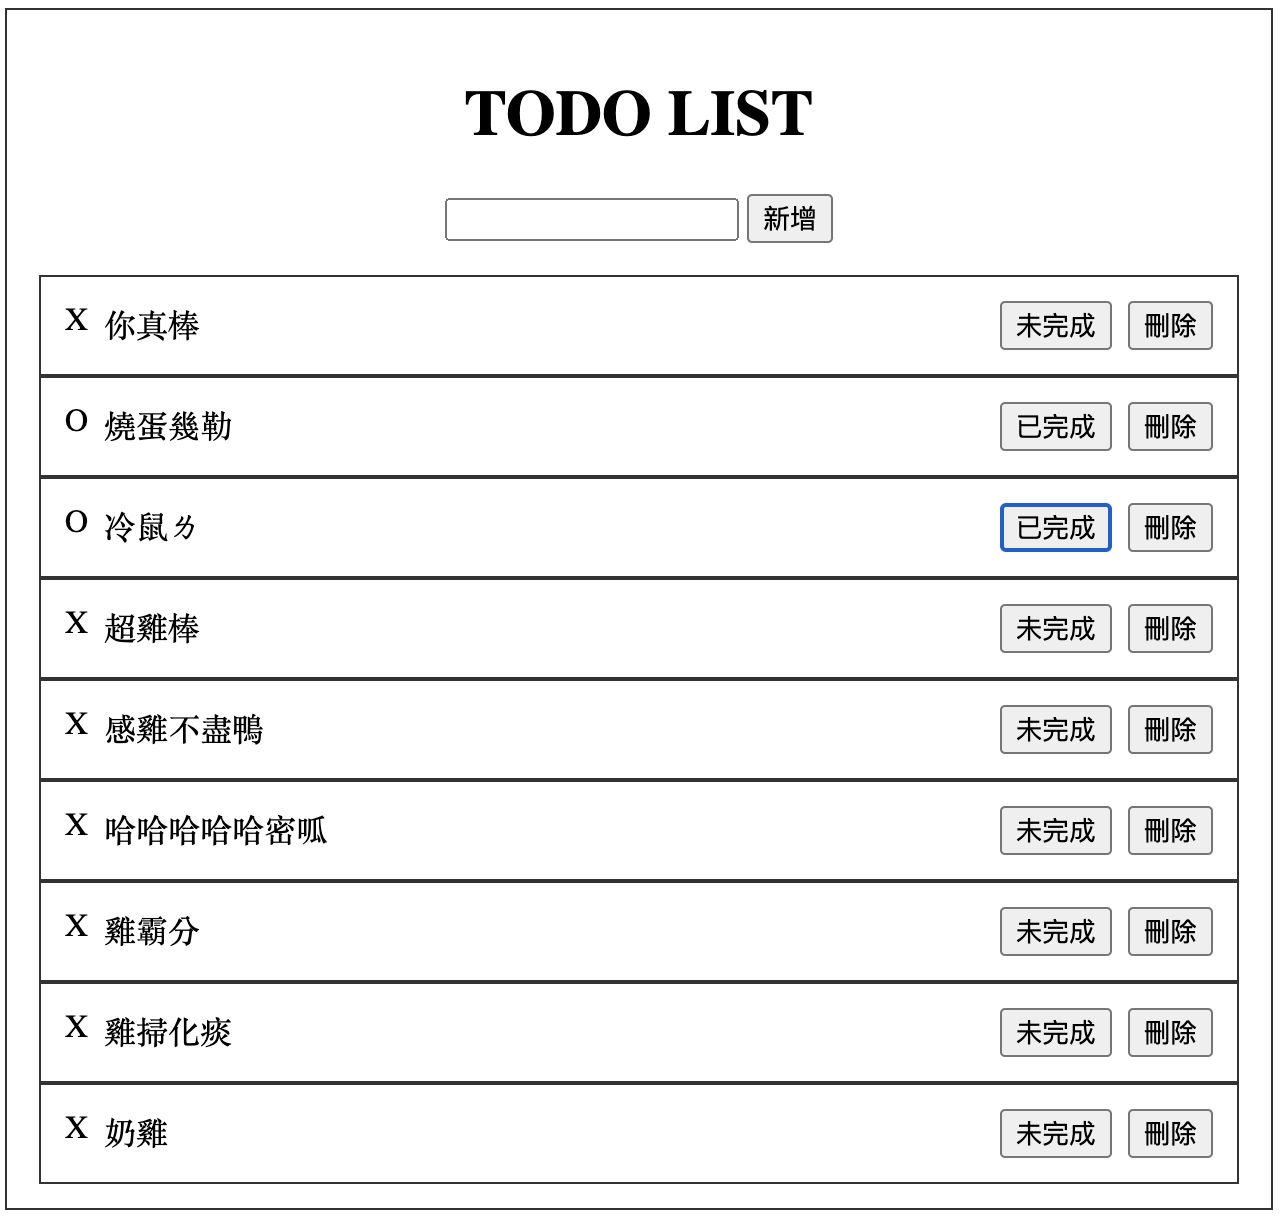 TODO LIST
新增
X 你真棒 未完成 刪除
O 燒蛋幾勒 已完成 刪除
O 冷鼠ㄌ 已完成 刪除
X 超雞棒 未完成 刪除
X 感雞不盡鴨 未完成 刪除
X 哈哈哈哈哈密呱 未完成 刪除
X 雞霸分 未完成 刪除
X 雞掃化痰 未完成 刪除
X 奶雞 未完成 刪除